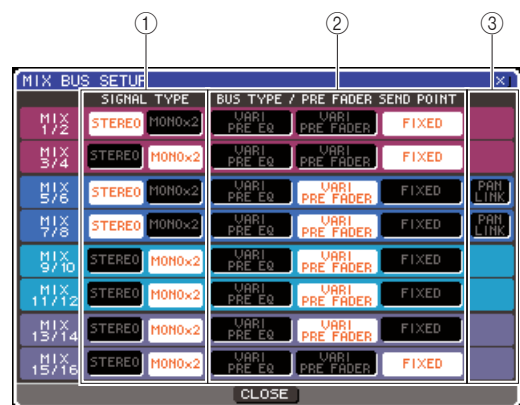 ① ② ③
MIX BUS SETUP ×
SIGNAL TYPE BUS TYPE / PRE FADER SEND POINT
MIX 1/2 STEREO MONO×2 VARI PRE EQ VARI PRE FADER FIXED
MIX 3/4 STEREO MONO×2 VARI PRE EQ VARI PRE FADER FIXED
MIX 5/6 STEREO MONO×2 VARI PRE EQ VARI PRE FADER FIXED PAN LINK
MIX 7/8 STEREO MONO×2 VARI PRE EQ VARI PRE FADER FIXED PAN LINK
MIX 9/10 STEREO MONO×2 VARI PRE EQ VARI PRE FADER FIXED
MIX 11/12 STEREO MONO×2 VARI PRE EQ VARI PRE FADER FIXED
MIX 13/14 STEREO MONO×2 VARI PRE EQ VARI PRE FADER FIXED
MIX 15/16 STEREO MONO×2 VARI PRE EQ VARI PRE FADER FIXED
CLOSE